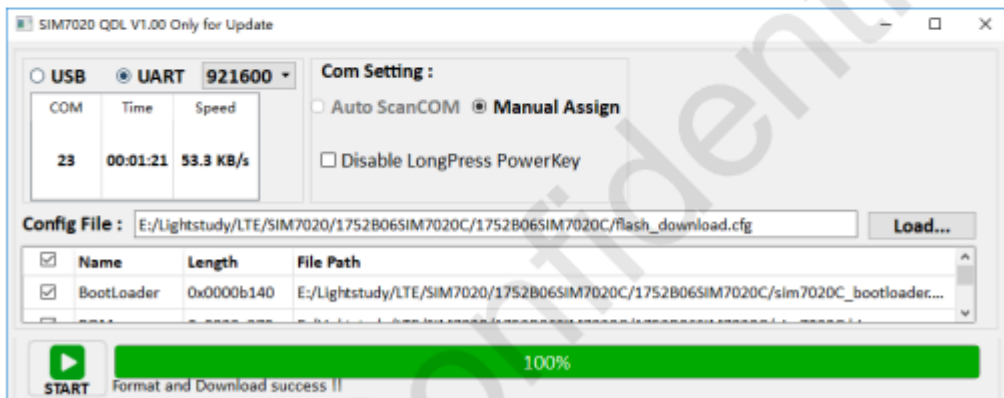 SIM7020 QDL V1.00 Only for Update
USB UART 921600
Com Setting :
COM Time Speed
Auto ScanCOM Manual Assign
23 00:01:21 53.3 KB/s
Disable LongPress PowerKey
Config File : E:/Lightstudy/LTE/SIM7020/1752B06SIM7020C/1752B06SIM7020C/flash_download.cfg Load...
Name Length File Path
BootLoader 0x0000b140 E:/Lightstudy/LTE/SIM7020/1752B06SIM7020C/1752B06SIM7020C/sim7020C_bootloader....
100%
START Format and Download success !!